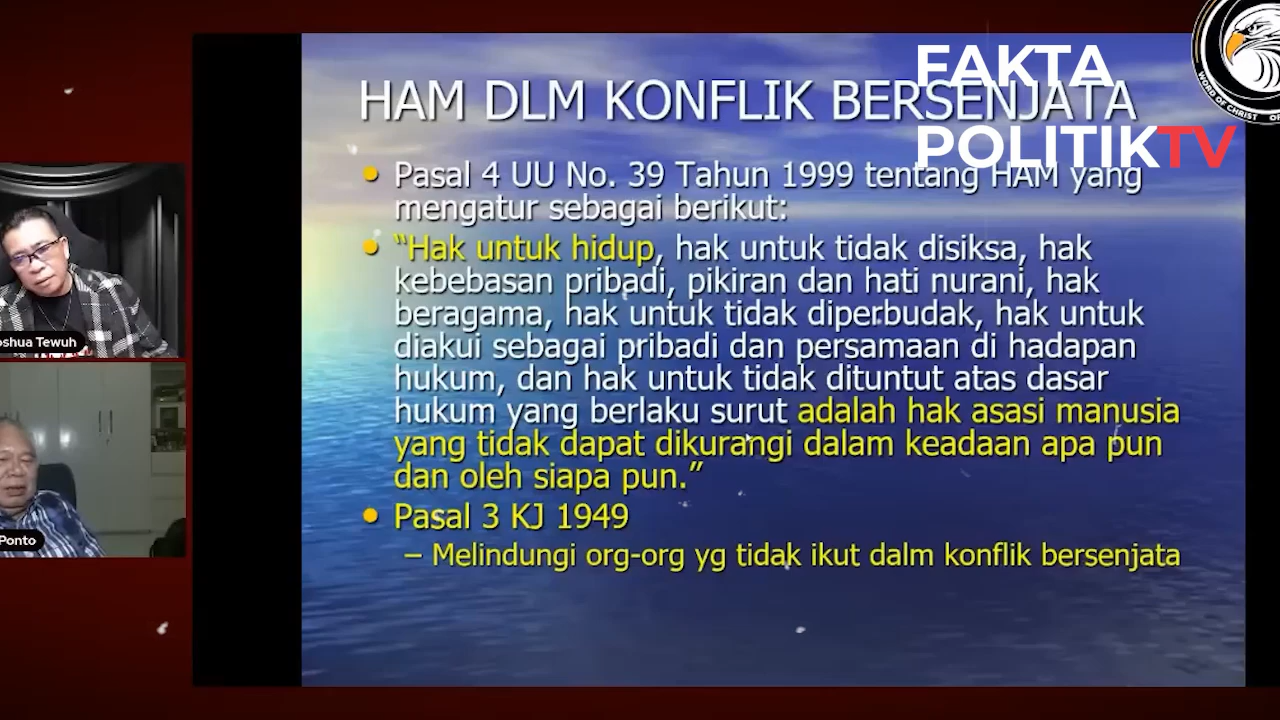 FAKTA
POLITIKTV
WORD OF CHRIST
HAM DLM KONFLIK BERSENJATA
• Pasal 4 UU No. 39 Tahun 1999 tentang HAM yang
mengatur sebagai berikut:
• “Hak untuk hidup, hak untuk tidak disiksa, hak
kebebasan pribadi, pikiran dan hati nurani, hak
beragama, hak untuk tidak diperbudak, hak untuk
diakui sebagai pribadi dan persamaan di hadapan
hukum, dan hak untuk tidak dituntut atas dasar
hukum yang berlaku surut adalah hak asasi manusia
yang tidak dapat dikurangi dalam keadaan apa pun
dan oleh siapa pun.”
• Pasal 3 KJ 1949
– Melindungi org-org yg tidak ikut dalm konflik bersenjata
oshua Tewuh
Ponto